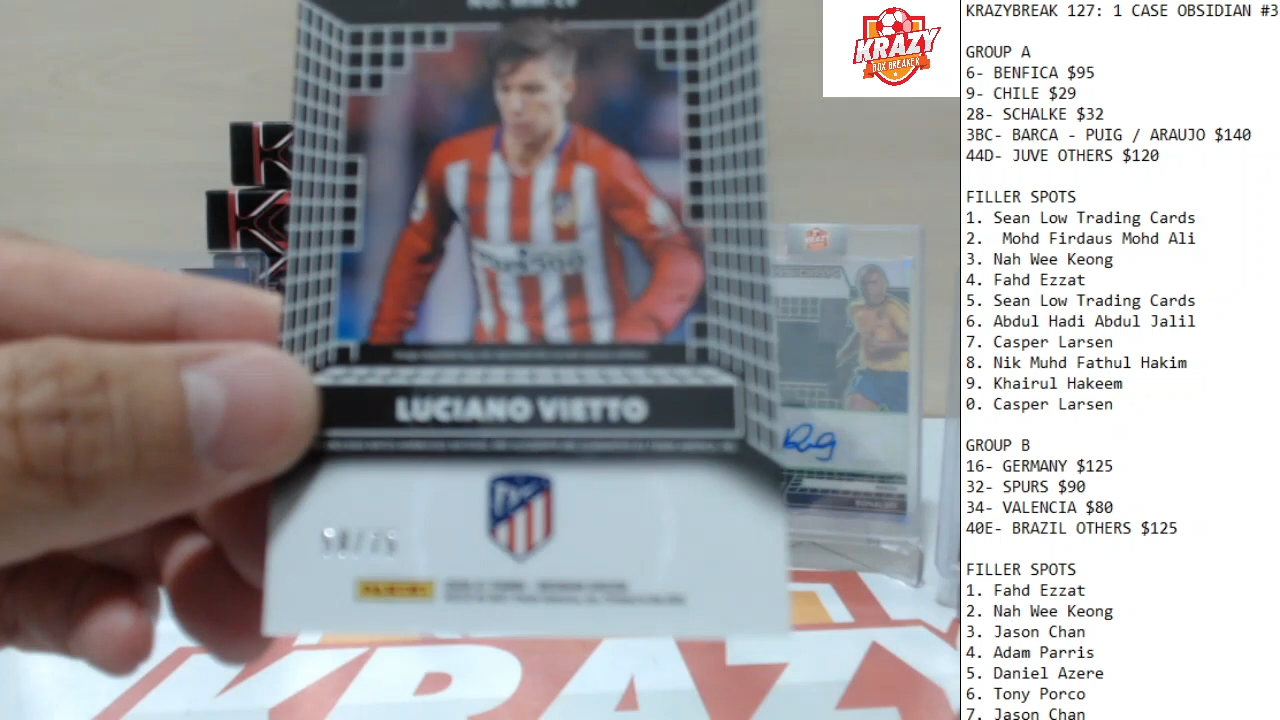 KRAZY
BOX BREAKER
LUCIANO VIETTO
PANINI
KRAZY
KRAZYBREAK 127: 1 CASE OBSIDIAN #3
GROUP A
6- BENFICA $95
9- CHILE $29
28- SCHALKE $32
3BC- BARCA - PUIG / ARAUJO $140
44D- JUVE OTHERS $120
FILLER SPOTS
1. Sean Low Trading Cards
2. Mohd Firdaus Mohd Ali
3. Nah Wee Keong
4. Fahd Ezzat
5. Sean Low Trading Cards
6. Abdul Hadi Abdul Jalil
7. Casper Larsen
8. Nik Muhd Fathul Hakim
9. Khairul Hakeem
0. Casper Larsen
GROUP B
16- GERMANY $125
32- SPURS $90
34- VALENCIA $80
40E- BRAZIL OTHERS $125
FILLER SPOTS
1. Fahd Ezzat
2. Nah Wee Keong
3. Jason Chan
4. Adam Parris
5. Daniel Azere
6. Tony Porco
7. Jason Chan